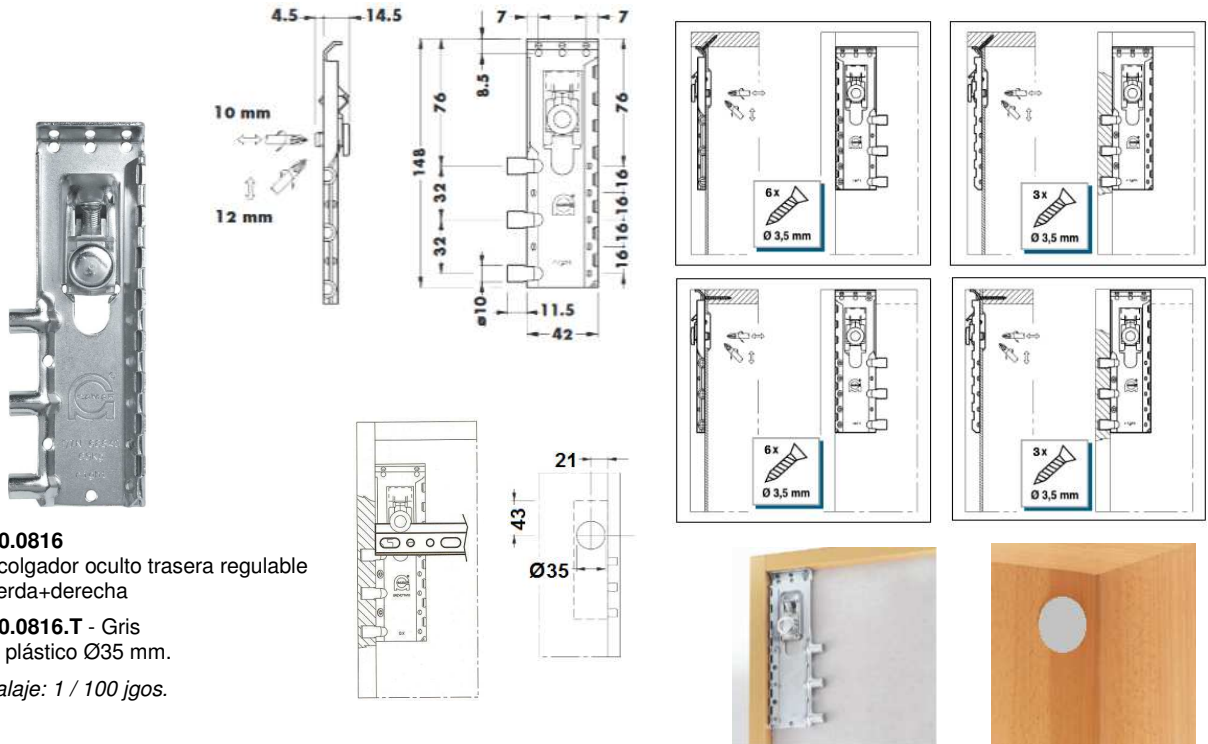 4.5
14.5
10 mm
12 mm
7
7
8.5
76
148
32
32
ø10
11.5
42
76
16
16
16
16
6x
Ø 3,5 mm
3x
Ø 3,5 mm
6x
Ø 3,5 mm
3x
Ø 3,5 mm
21
43
Ø35
0.0816
colgador oculto trasera regulable
erda+derecha
0.0816.T - Gris
plástico Ø35 mm.
alaje: 1 / 100 jgos.